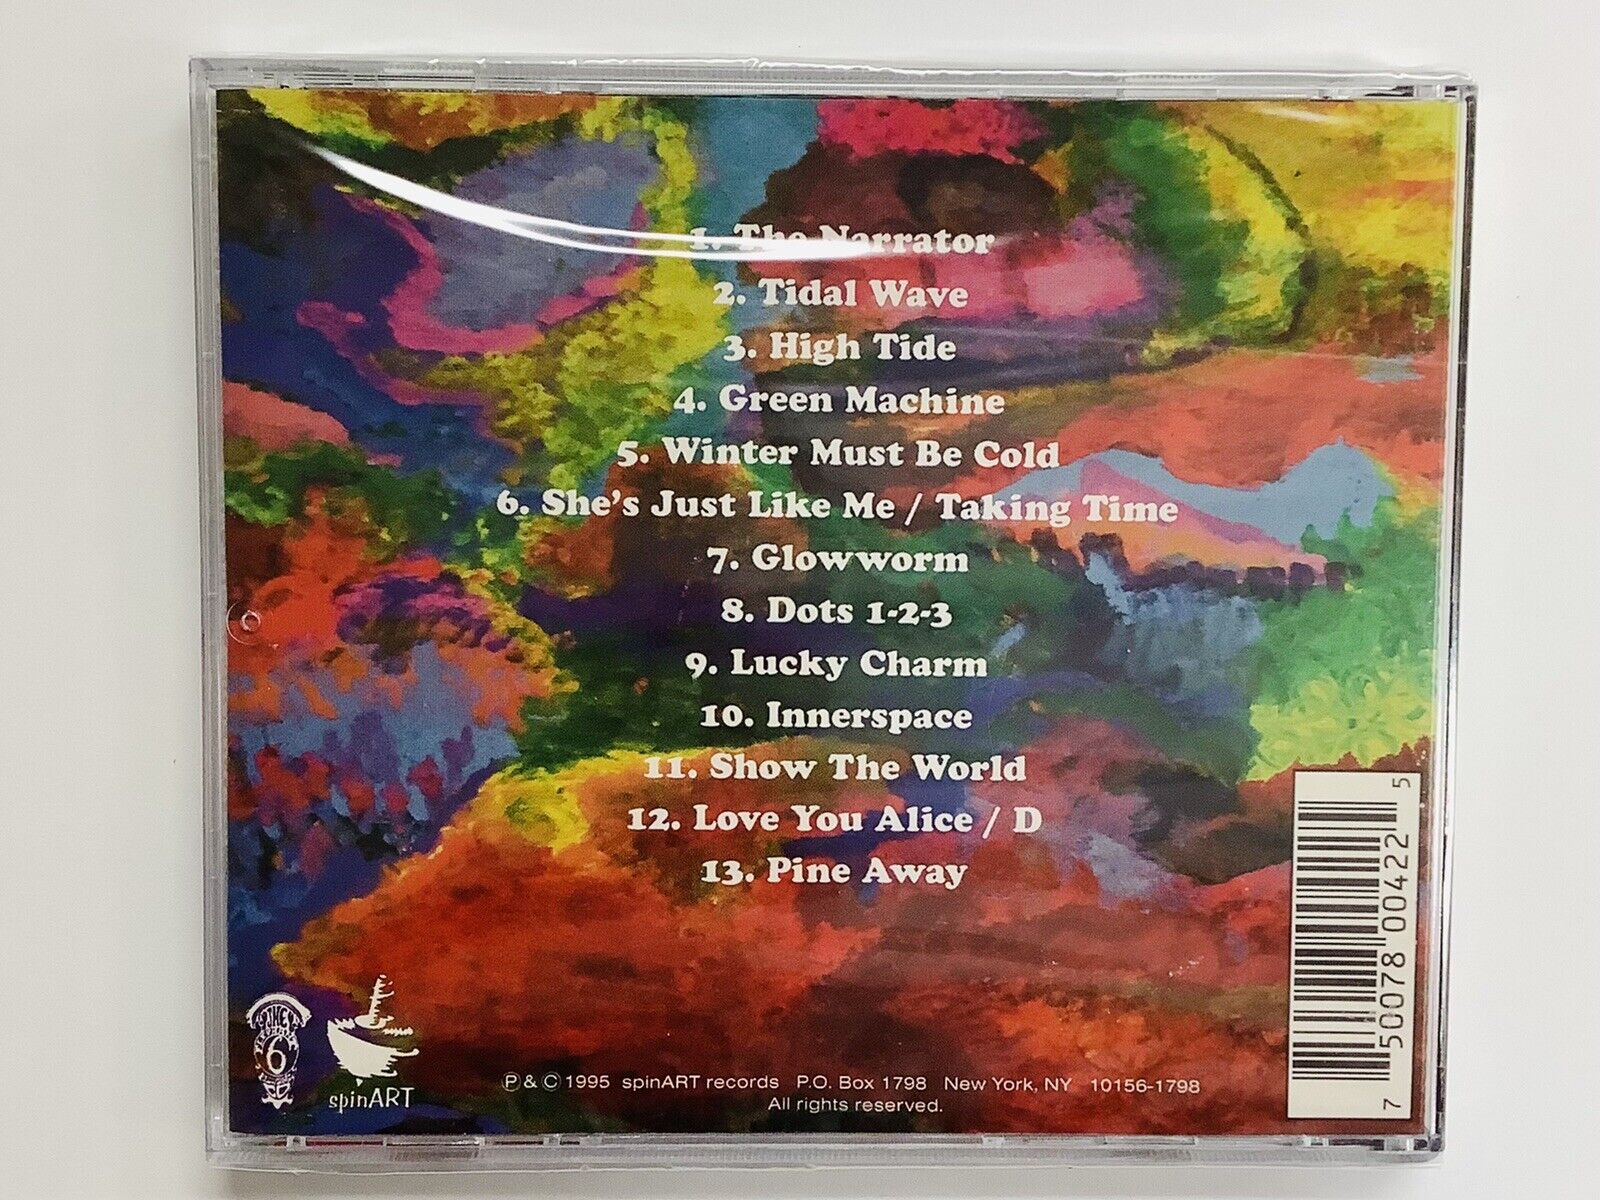 1. The Narrator
2. Tidal Wave
3. High Tide
4. Green Machine
5. Winter Must Be Cold
6. She's Just Like Me / Taking Time
7. Glowworm
8. Dots 1-2-3
9. Lucky Charm
10. Innerspace
11. Show The World
12. Love You Alice / D
13. Pine Away
THE
6
spinART
Ⓟ & © 1995 spinART records P.O. Box 1798 New York, NY 10156-1798
All rights reserved.
7 50078 00422 5